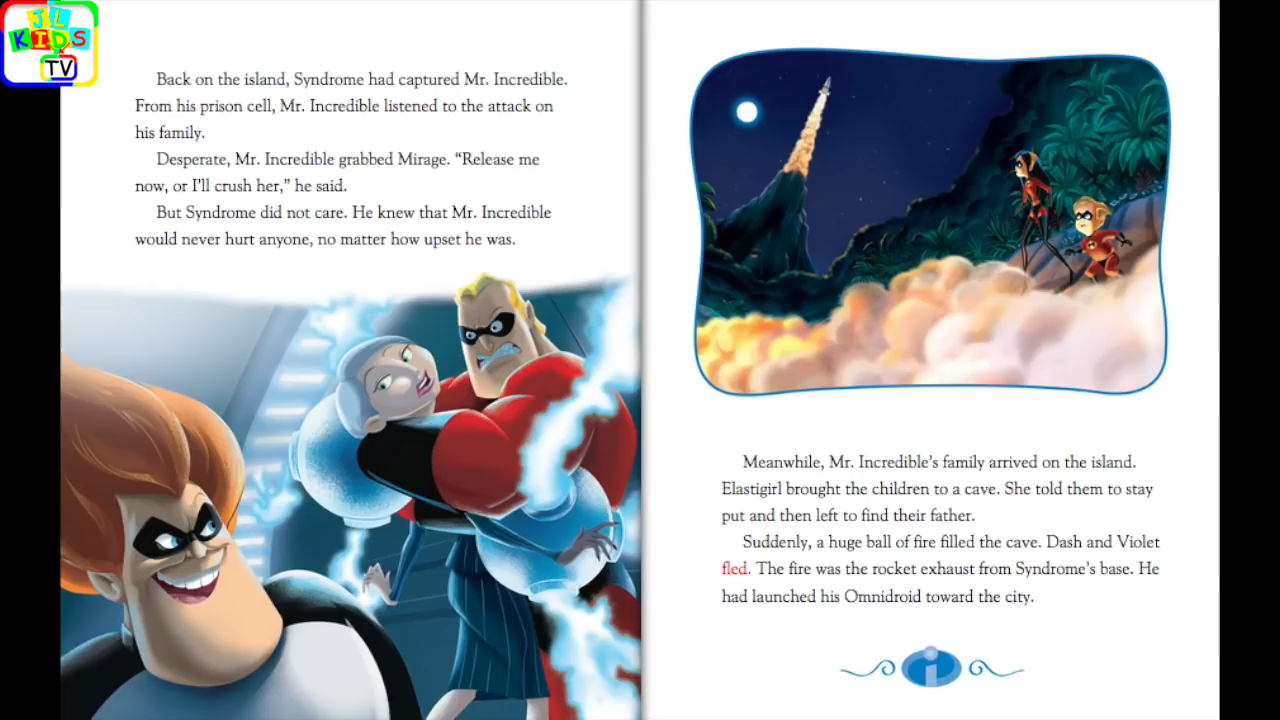 JL
KIDS
TV
Back on the island, Syndrome had captured Mr. Incredible.
From his prison cell, Mr. Incredible listened to the attack on
his family.
Desperate, Mr. Incredible grabbed Mirage. “Release me
now, or I’ll crush her,” he said.
But Syndrome did not care. He knew that Mr. Incredible
would never hurt anyone, no matter how upset he was.
Meanwhile, Mr. Incredible’s family arrived on the island.
Elastigirl brought the children to a cave. She told them to stay
put and then left to find their father.
Suddenly, a huge ball of fire filled the cave. Dash and Violet
fled. The fire was the rocket exhaust from Syndrome’s base. He
had launched his Omnidroid toward the city.
i